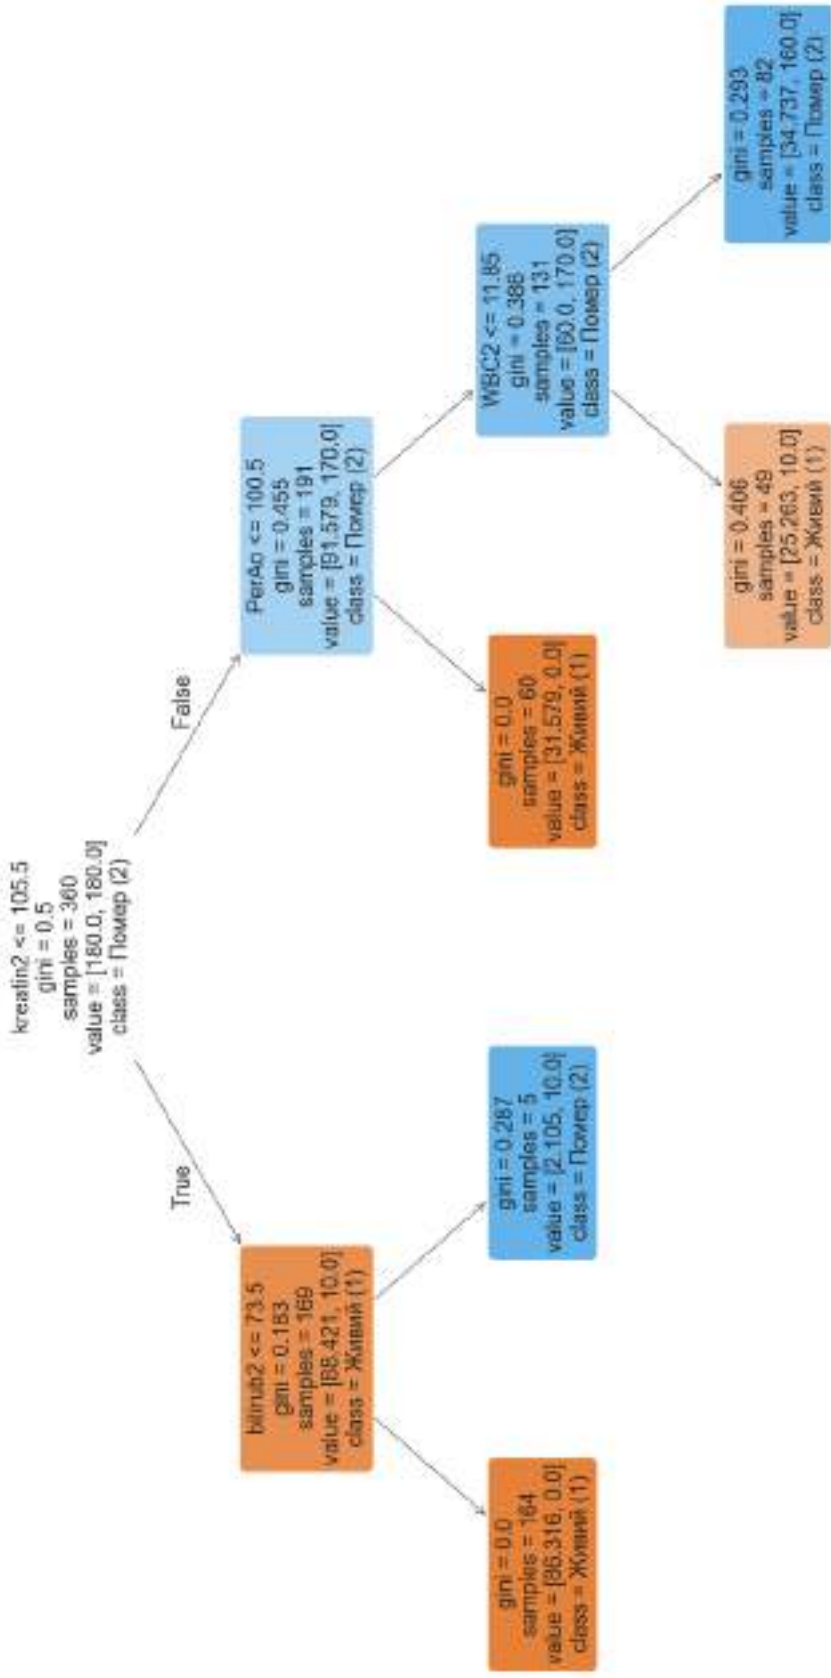 kreatin2 <= 105.5
gini = 0.5
samples = 360
value = [180.0, 180.0]
class = Помер (2)
True
False
bilirub2 <= 73.5
gini = 0.183
samples = 169
value = [88.421, 10.0]
class = Живий (1)
PerAo <= 100.5
gini = 0.455
samples = 191
value = [91.579, 170.0]
class = Помер (2)
gini = 0.0
samples = 164
value = [86.316, 0.0]
class = Живий (1)
gini = 0.287
samples = 5
value = [2.105, 10.0]
class = Помер (2)
gini = 0.0
samples = 60
value = [31.579, 0.0]
class = Живий (1)
WBC2 <= 11.85
gini = 0.386
samples = 131
value = [60.0, 170.0]
class = Помер (2)
gini = 0.406
samples = 49
value = [25.263, 10.0]
class = Живий (1)
gini = 0.293
samples = 82
value = [34.737, 160.0]
class = Помер (2)